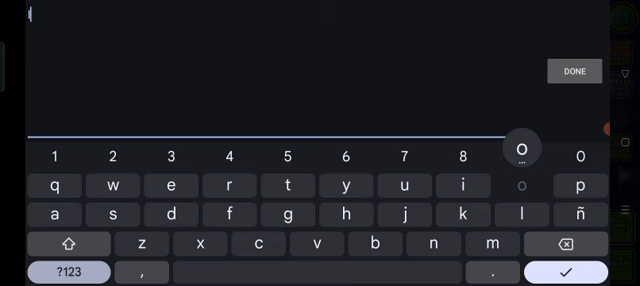 l
DONE
o
...
1 2 3 4 5 6 7 8 0
q w e r t y u i o p
a s d f g h j k l ñ
z x c v b n m
?123 , .